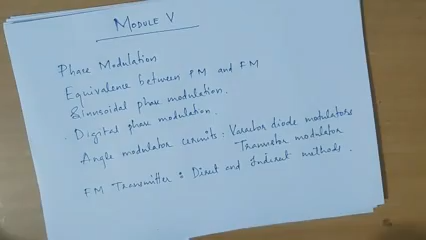 MODULE V
Phase Modulation
Equivalence between PM and FM
Sinusoidal phase modulation.
Digital phase modulation.
Angle modulator circuits : Varactor diode modulators
Transistor modulator
FM Transmitter : Direct and Indirect methods.